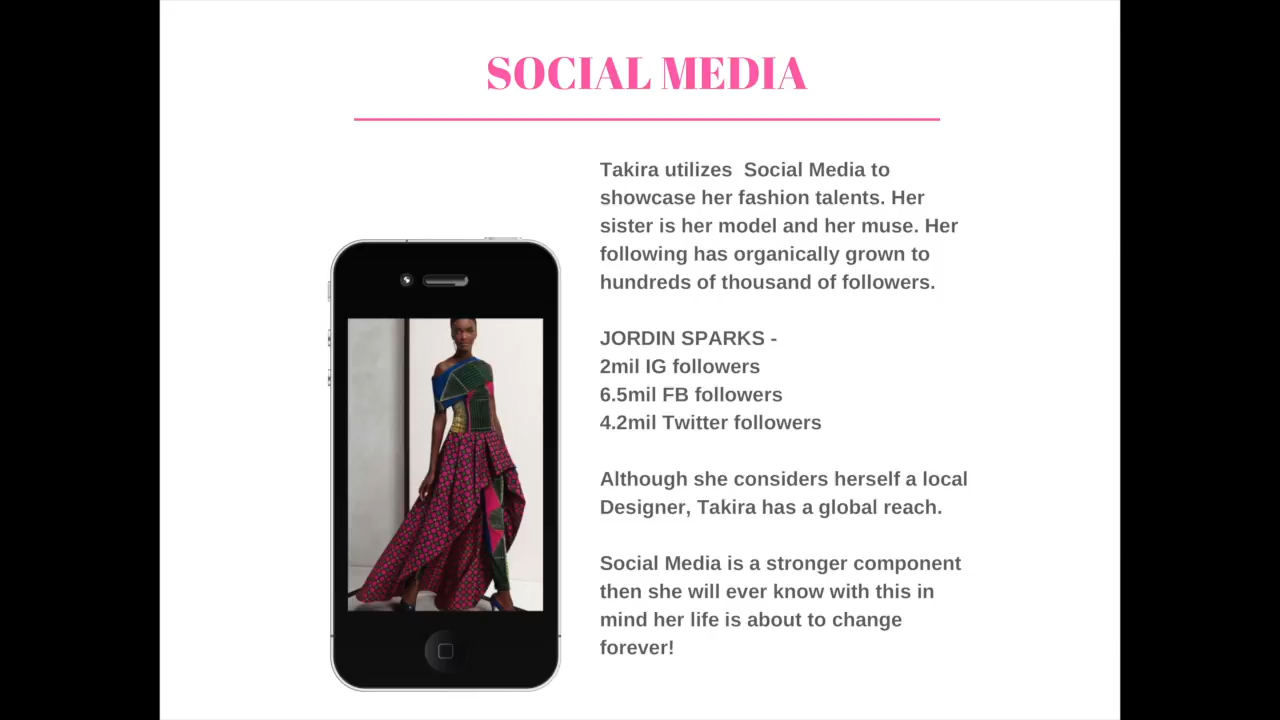 SOCIAL MEDIA
Takira utilizes  Social Media to
showcase her fashion talents. Her
sister is her model and her muse. Her
following has organically grown to
hundreds of thousand of followers.
JORDIN SPARKS -
2mil IG followers
6.5mil FB followers
4.2mil Twitter followers
Although she considers herself a local
Designer, Takira has a global reach.
Social Media is a stronger component
then she will ever know with this in
mind her life is about to change
forever!